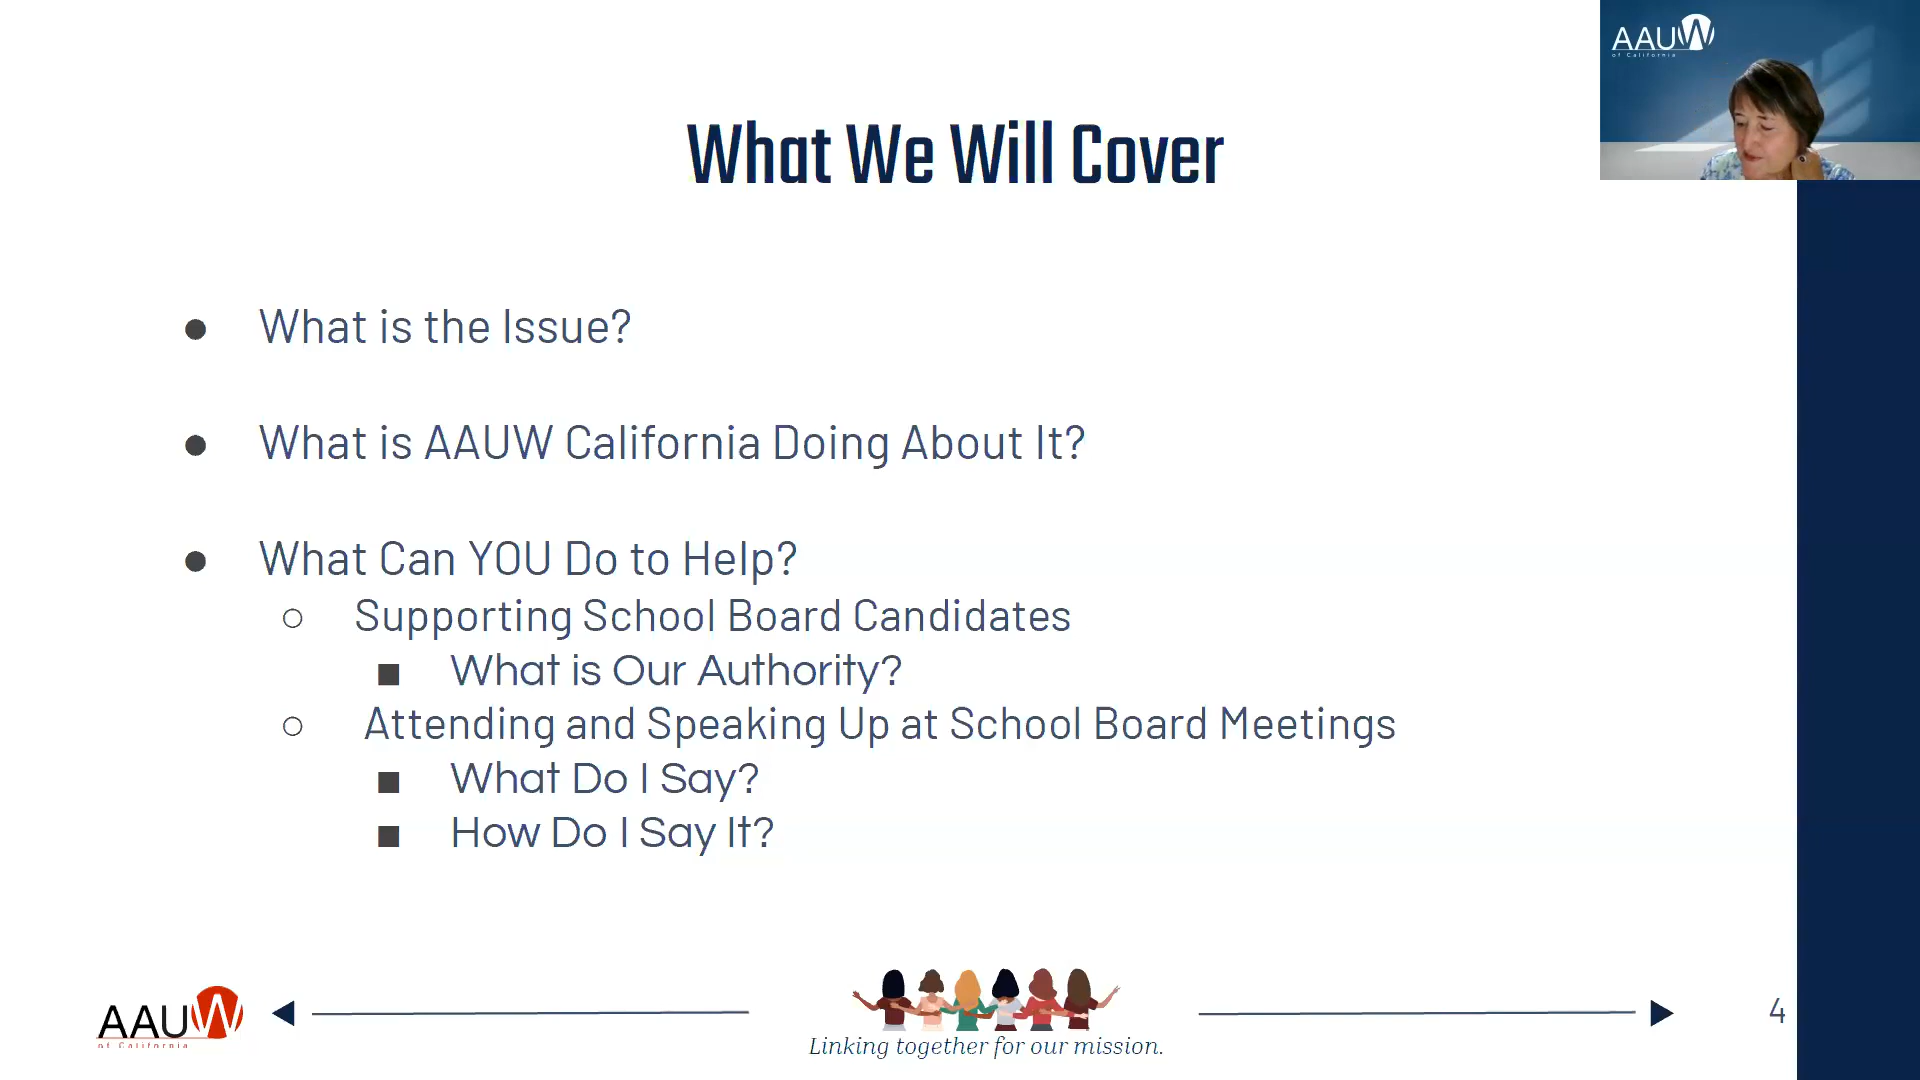 AAUW
of California
What We Will Cover
● What is the Issue?
● What is AAUW California Doing About It?
● What Can YOU Do to Help?
○ Supporting School Board Candidates
■ What is Our Authority?
○ Attending and Speaking Up at School Board Meetings
■ What Do I Say?
■ How Do I Say It?
AAUW
of California
Linking together for our mission.
4